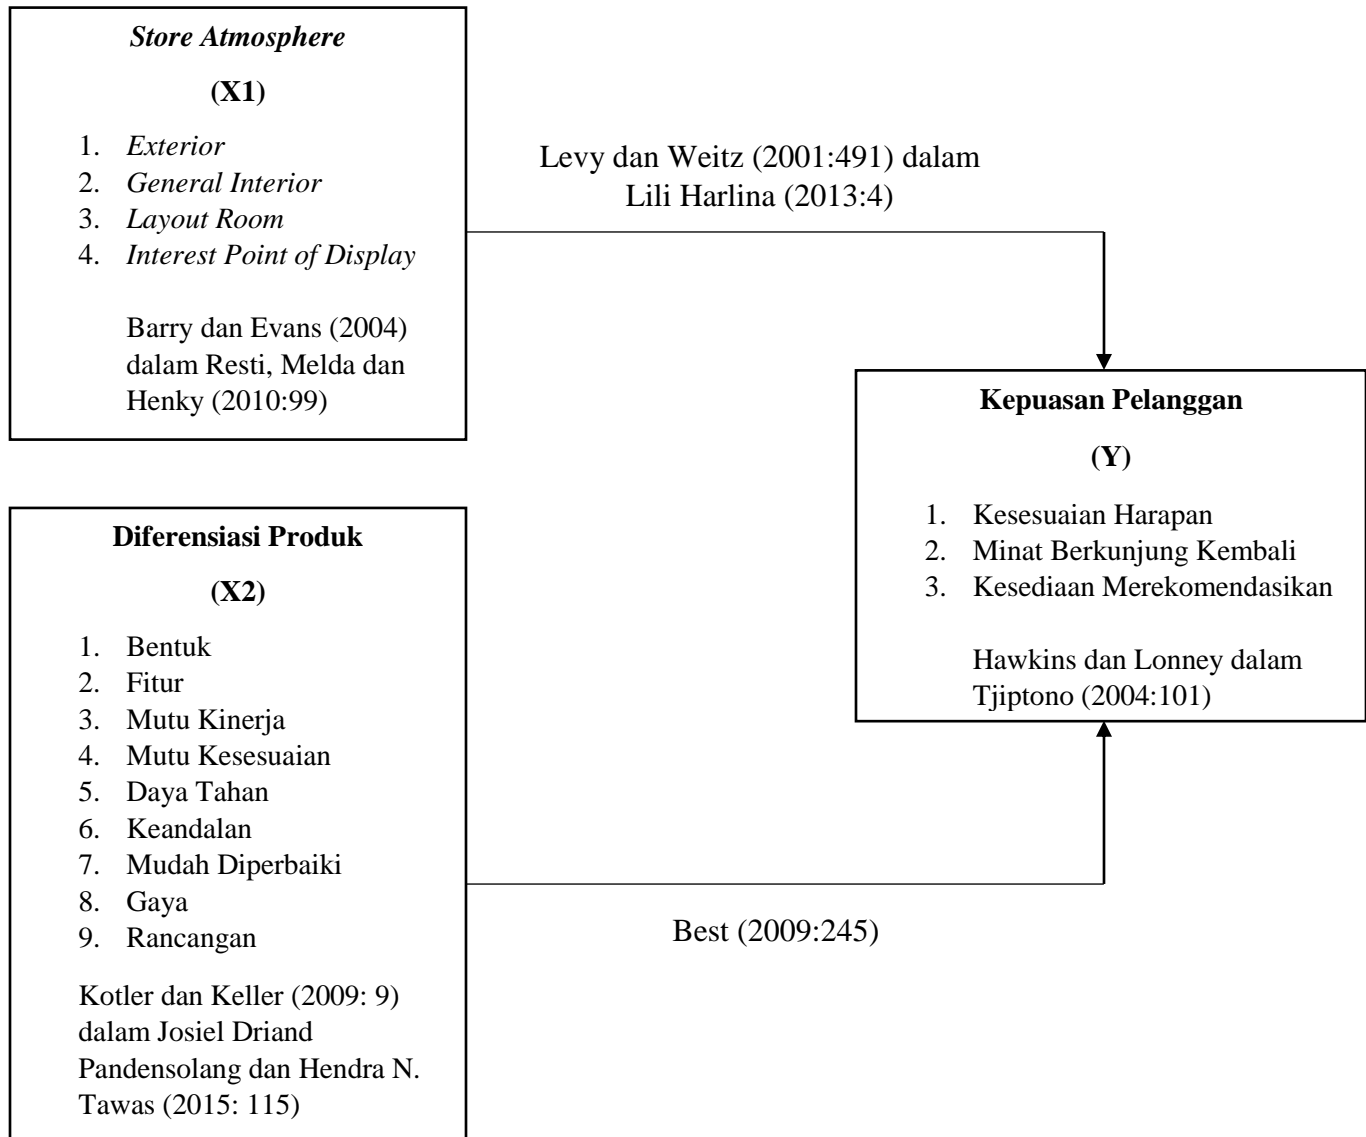 Store Atmosphere
(X1)
1. Exterior
2. General Interior
3. Layout Room
4. Interest Point of Display
Barry dan Evans (2004)
dalam Resti, Melda dan
Henky (2010:99)
Levy dan Weitz (2001:491) dalam
Lili Harlina (2013:4)
Kepuasan Pelanggan
(Y)
1. Kesesuaian Harapan
2. Minat Berkunjung Kembali
3. Kesediaan Merekomendasikan
Hawkins dan Lonney dalam
Tjiptono (2004:101)
Diferensiasi Produk
(X2)
1. Bentuk
2. Fitur
3. Mutu Kinerja
4. Mutu Kesesuaian
5. Daya Tahan
6. Keandalan
7. Mudah Diperbaiki
8. Gaya
9. Rancangan
Kotler dan Keller (2009: 9)
dalam Josiel Driand
Pandensolang dan Hendra N.
Tawas (2015: 115)
Best (2009:245)